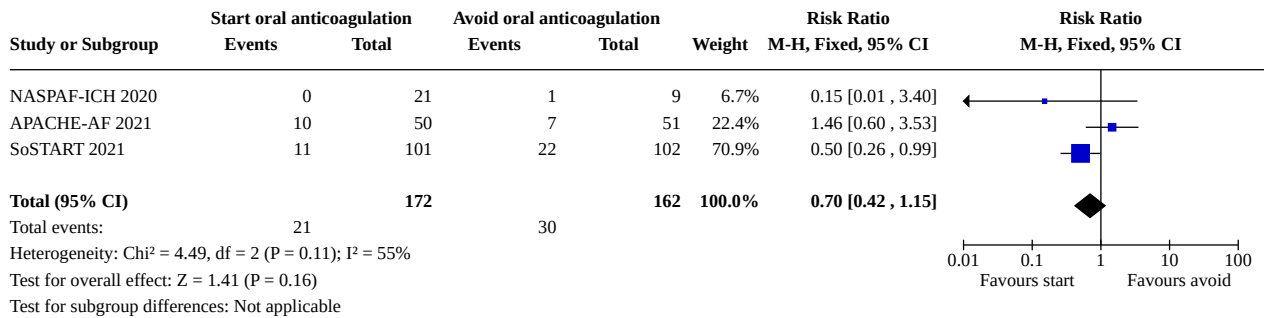 Start oral anticoagulation Avoid oral anticoagulation Risk Ratio Risk Ratio
Study or Subgroup Events Total Events Total Weight M-H, Fixed, 95% CI M-H, Fixed, 95% CI
NASPAF-ICH 2020 0 21 1 9 6.7% 0.15 [0.01 , 3.40]
APACHE-AF 2021 10 50 7 51 22.4% 1.46 [0.60 , 3.53]
SoSTART 2021 11 101 22 102 70.9% 0.50 [0.26 , 0.99]
Total (95% CI) 172 162 100.0% 0.70 [0.42 , 1.15]
Total events: 21 30
Heterogeneity: Chi² = 4.49, df = 2 (P = 0.11); I² = 55%
0.01 0.1 1 10 100
Test for overall effect: Z = 1.41 (P = 0.16) Favours start Favours avoid
Test for subgroup differences: Not applicable